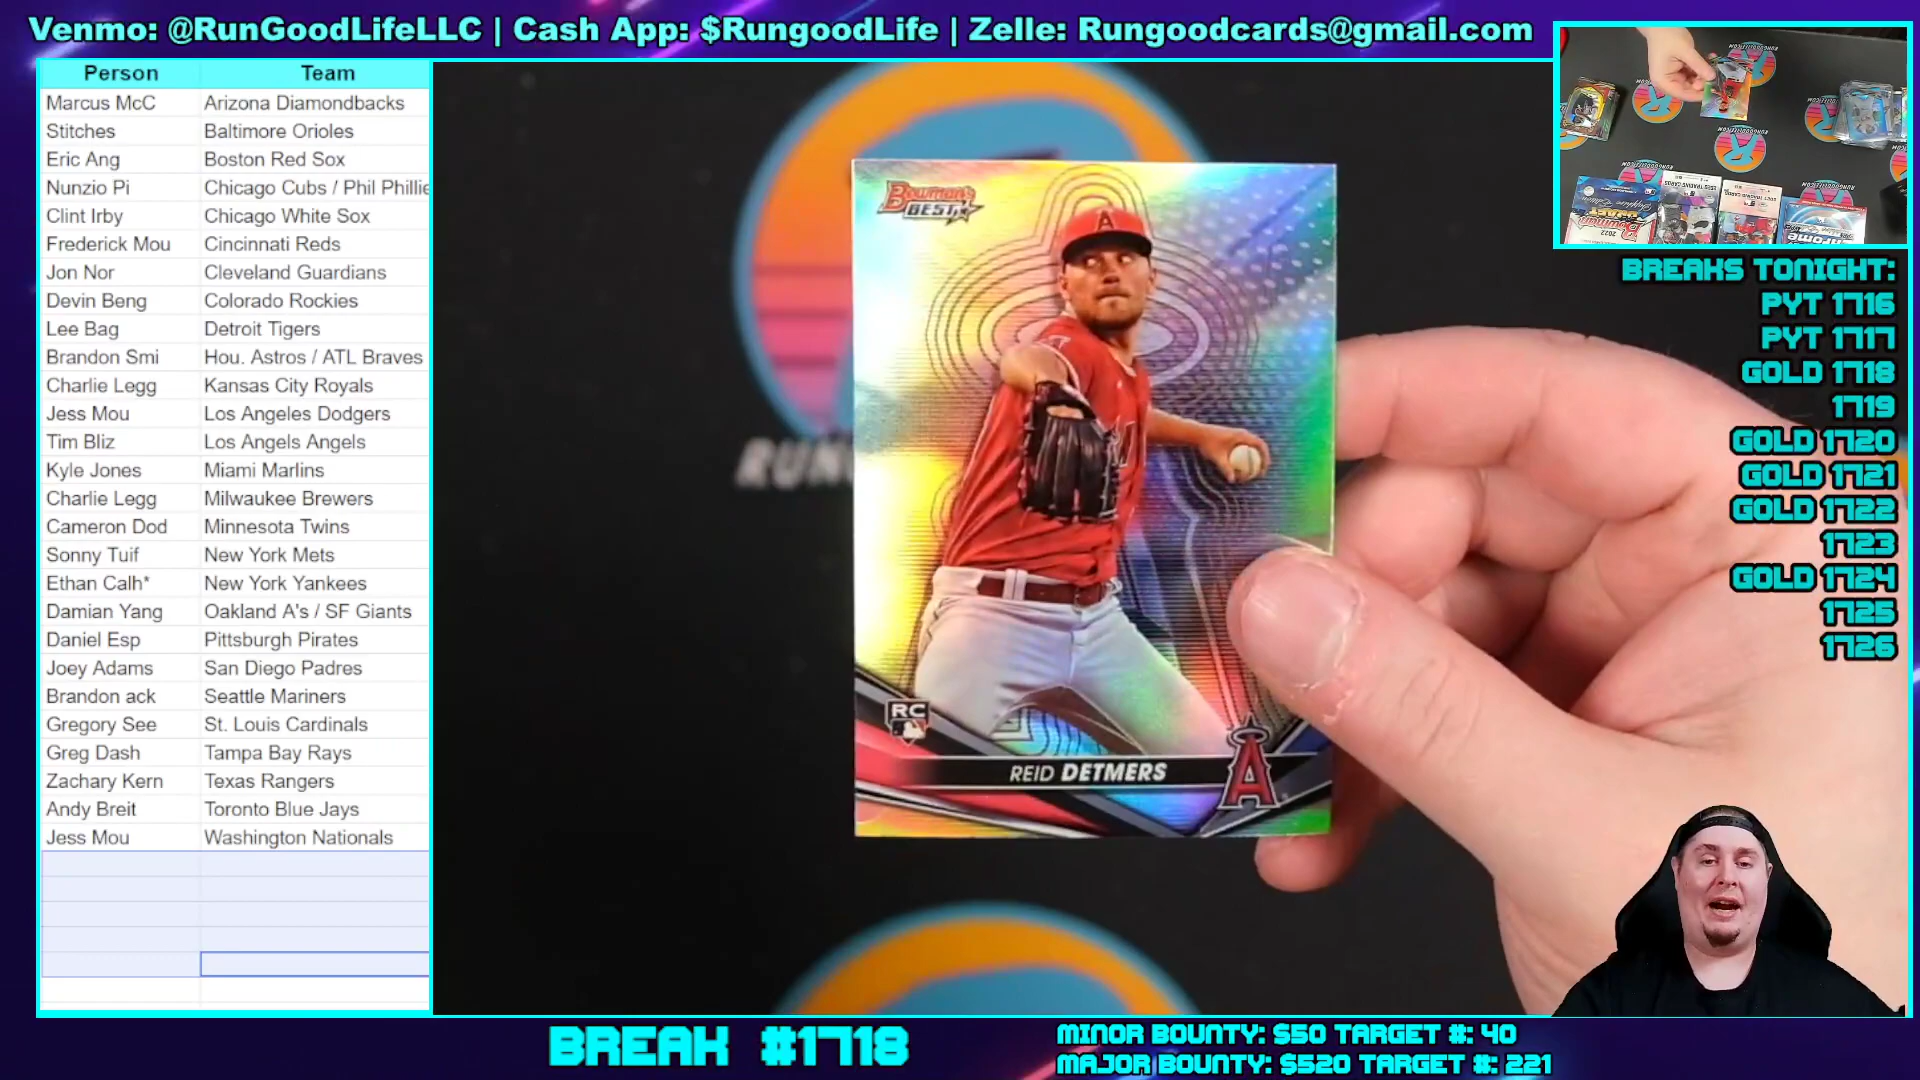 Venmo: @RunGoodLifeLLC | Cash App: $RungoodLife | Zelle: Rungoodcards@gmail.com
Person Team
Marcus McC Arizona Diamondbacks
Stitches Baltimore Orioles
Eric Ang Boston Red Sox
Nunzio Pi Chicago Cubs / Phil Phillie
Clint Irby Chicago White Sox
Frederick Mou Cincinnati Reds
Jon Nor Cleveland Guardians
Devin Beng Colorado Rockies
Lee Bag Detroit Tigers
Brandon Smi Hou. Astros / ATL Braves
Charlie Legg Kansas City Royals
Jess Mou Los Angeles Dodgers
Tim Bliz Los Angels Angels
Kyle Jones Miami Marlins
Charlie Legg Milwaukee Brewers
Cameron Dod Minnesota Twins
Sonny Tuif New York Mets
Ethan Calh* New York Yankees
Damian Yang Oakland A's / SF Giants
Daniel Esp Pittsburgh Pirates
Joey Adams San Diego Padres
Brandon ack Seattle Mariners
Gregory See St. Louis Cardinals
Greg Dash Tampa Bay Rays
Zachary Kern Texas Rangers
Andy Breit Toronto Blue Jays
Jess Mou Washington Nationals
Bowman's
BEST
A
RUN
RC
REID DETMERS
A
BREAKS TONIGHT:
PYT 1716
PYT 1717
GOLD 1718
1719
GOLD 1720
GOLD 1721
GOLD 1722
1723
GOLD 1724
1725
1726
BREAK #1718
MINOR BOUNTY: $50 TARGET #: 40
MAJOR BOUNTY: $520 TARGET #: 221